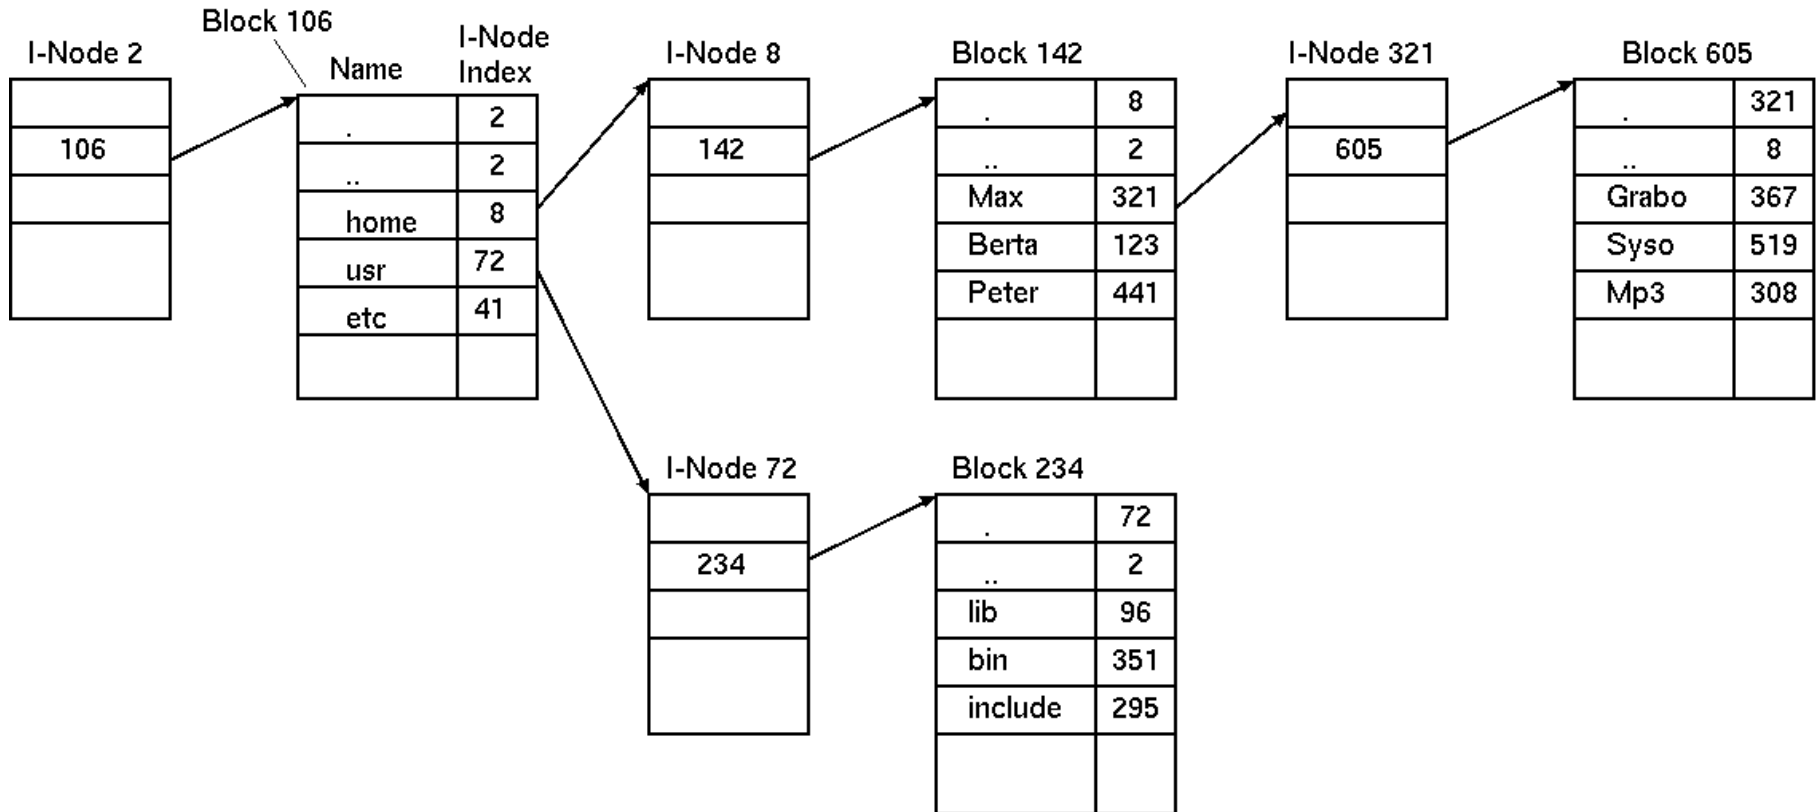 I-Node 2
106
Block 106
Name
I-Node
Index
. 2
.. 2
home 8
usr 72
etc 41
I-Node 8
142
Block 142
. 8
.. 2
Max 321
Berta 123
Peter 441
I-Node 321
605
Block 605
. 321
.. 8
Grabo 367
Syso 519
Mp3 308
I-Node 72
234
Block 234
. 72
.. 2
lib 96
bin 351
include 295